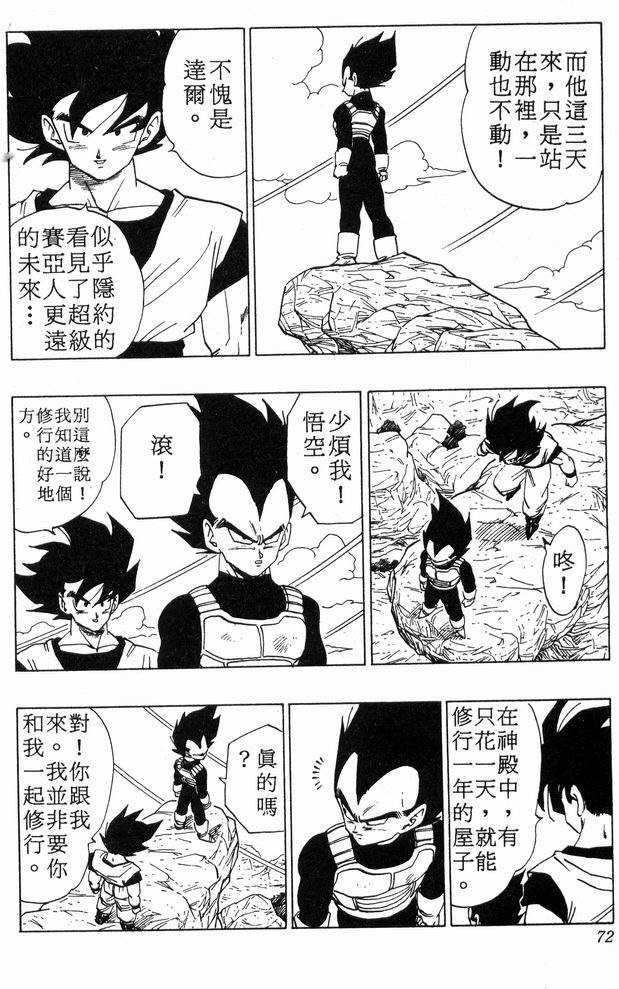 而他這三天
來，只是站
在那裡，一
動也不動！
不愧是
達爾。
似乎隱約的
看見了超級
賽亞人更遠
的未來…
咚！
少煩我！
悟空。
滾！
別這麼說！
我知道一個
修行的好地
方。
在神殿中，有
只花一天，就能
修行一年的屋
子。
眞的嗎
？
對！你跟我
來。我並非要你
和我一起修行。
72